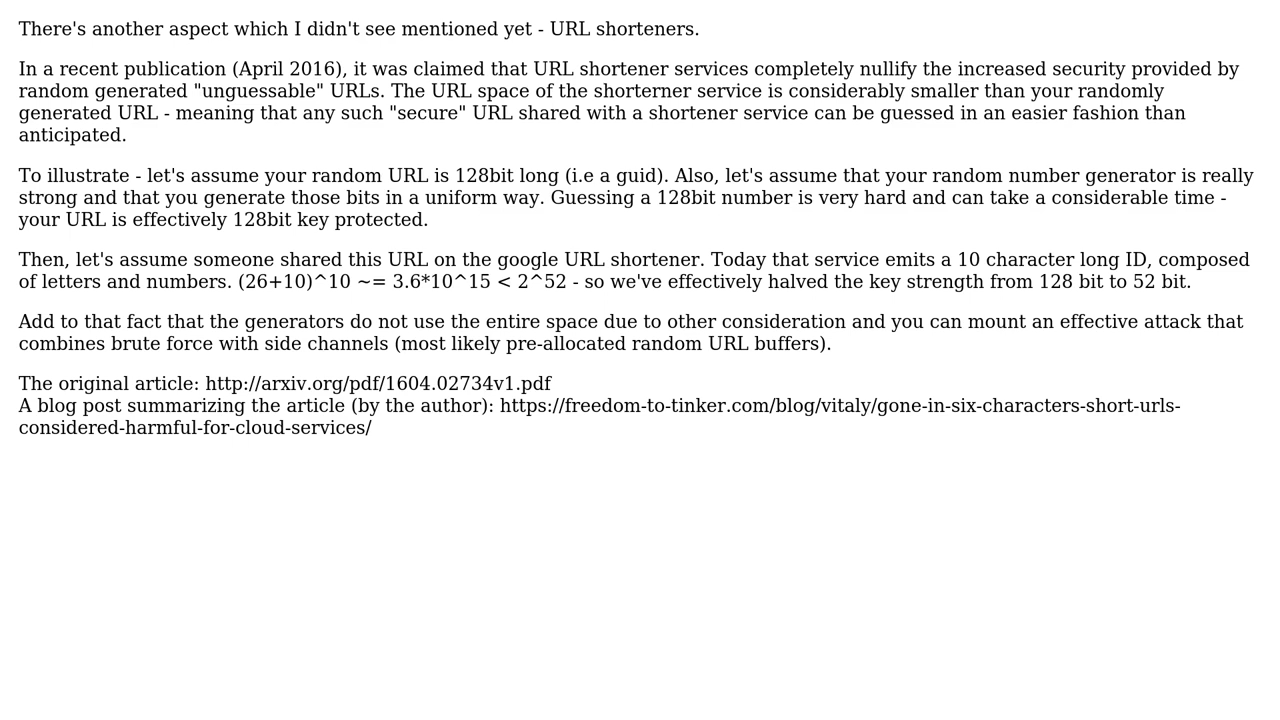 There's another aspect which I didn't see mentioned yet - URL shorteners.
In a recent publication (April 2016), it was claimed that URL shortener services completely nullify the increased security provided by
random generated "unguessable" URLs. The URL space of the shorterner service is considerably smaller than your randomly
generated URL - meaning that any such "secure" URL shared with a shortener service can be guessed in an easier fashion than
anticipated.
To illustrate - let's assume your random URL is 128bit long (i.e a guid). Also, let's assume that your random number generator is really
strong and that you generate those bits in a uniform way. Guessing a 128bit number is very hard and can take a considerable time -
your URL is effectively 128bit key protected.
Then, let's assume someone shared this URL on the google URL shortener. Today that service emits a 10 character long ID, composed
of letters and numbers. (26+10)^10 ~= 3.6*10^15 < 2^52 - so we've effectively halved the key strength from 128 bit to 52 bit.
Add to that fact that the generators do not use the entire space due to other consideration and you can mount an effective attack that
combines brute force with side channels (most likely pre-allocated random URL buffers).
The original article: http://arxiv.org/pdf/1604.02734v1.pdf
A blog post summarizing the article (by the author): https://freedom-to-tinker.com/blog/vitaly/gone-in-six-characters-short-urls-
considered-harmful-for-cloud-services/